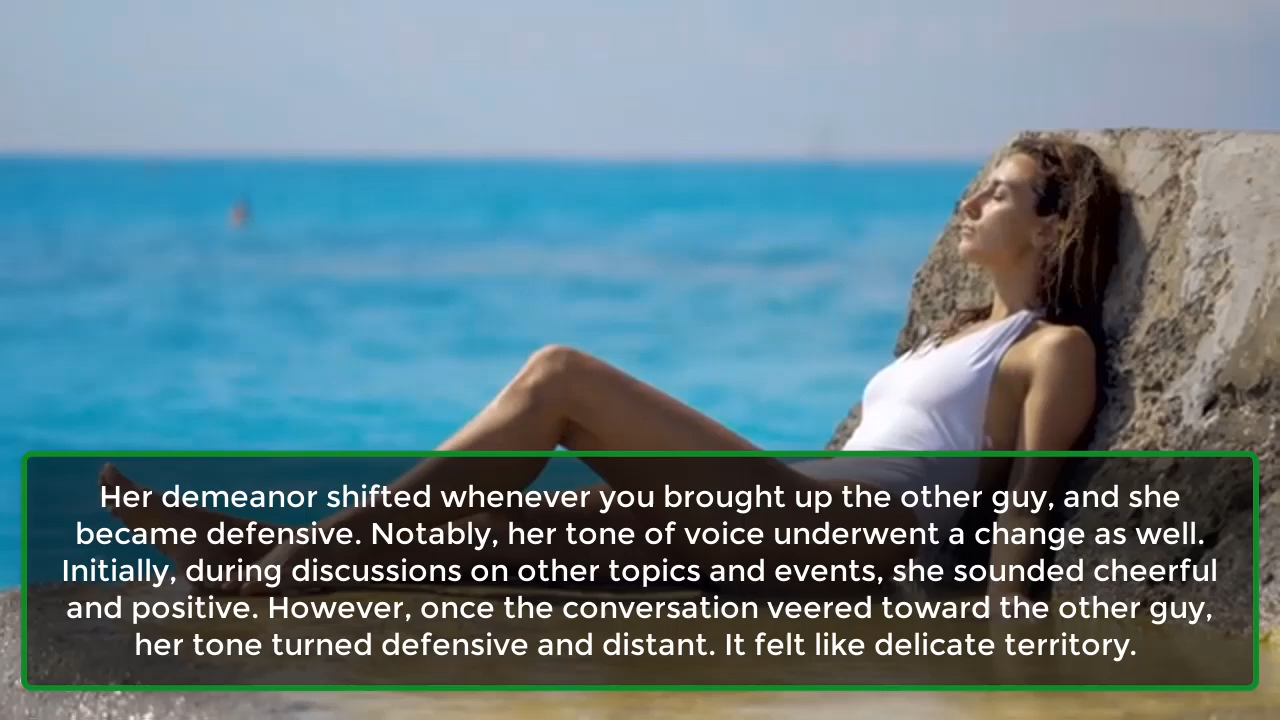 Her demeanor shifted whenever you brought up the other guy, and she
became defensive. Notably, her tone of voice underwent a change as well.
Initially, during discussions on other topics and events, she sounded cheerful
and positive. However, once the conversation veered toward the other guy,
her tone turned defensive and distant. It felt like delicate territory.